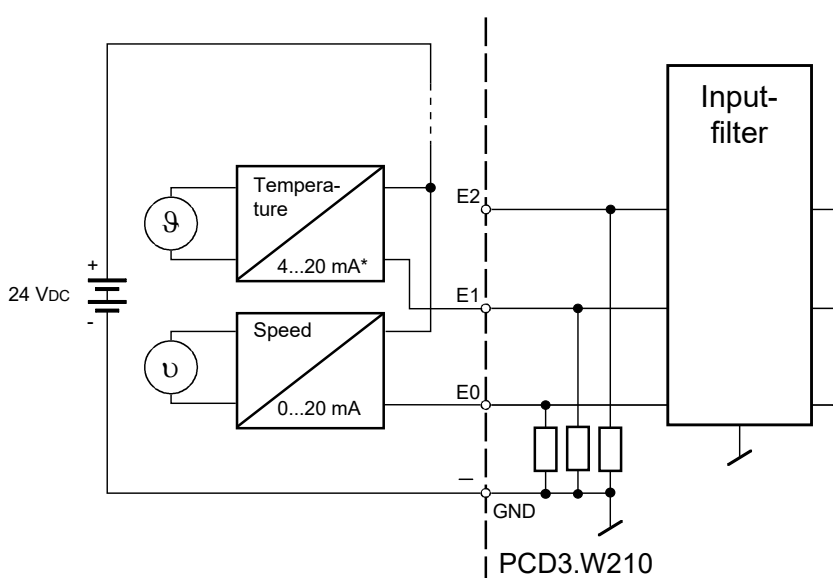 Input-
filter
Tempera-
ture
E2
ϑ
4...20 mA*
+
24 VDC
-
E1
Speed
υ
E0
0...20 mA
–
GND
PCD3.W210